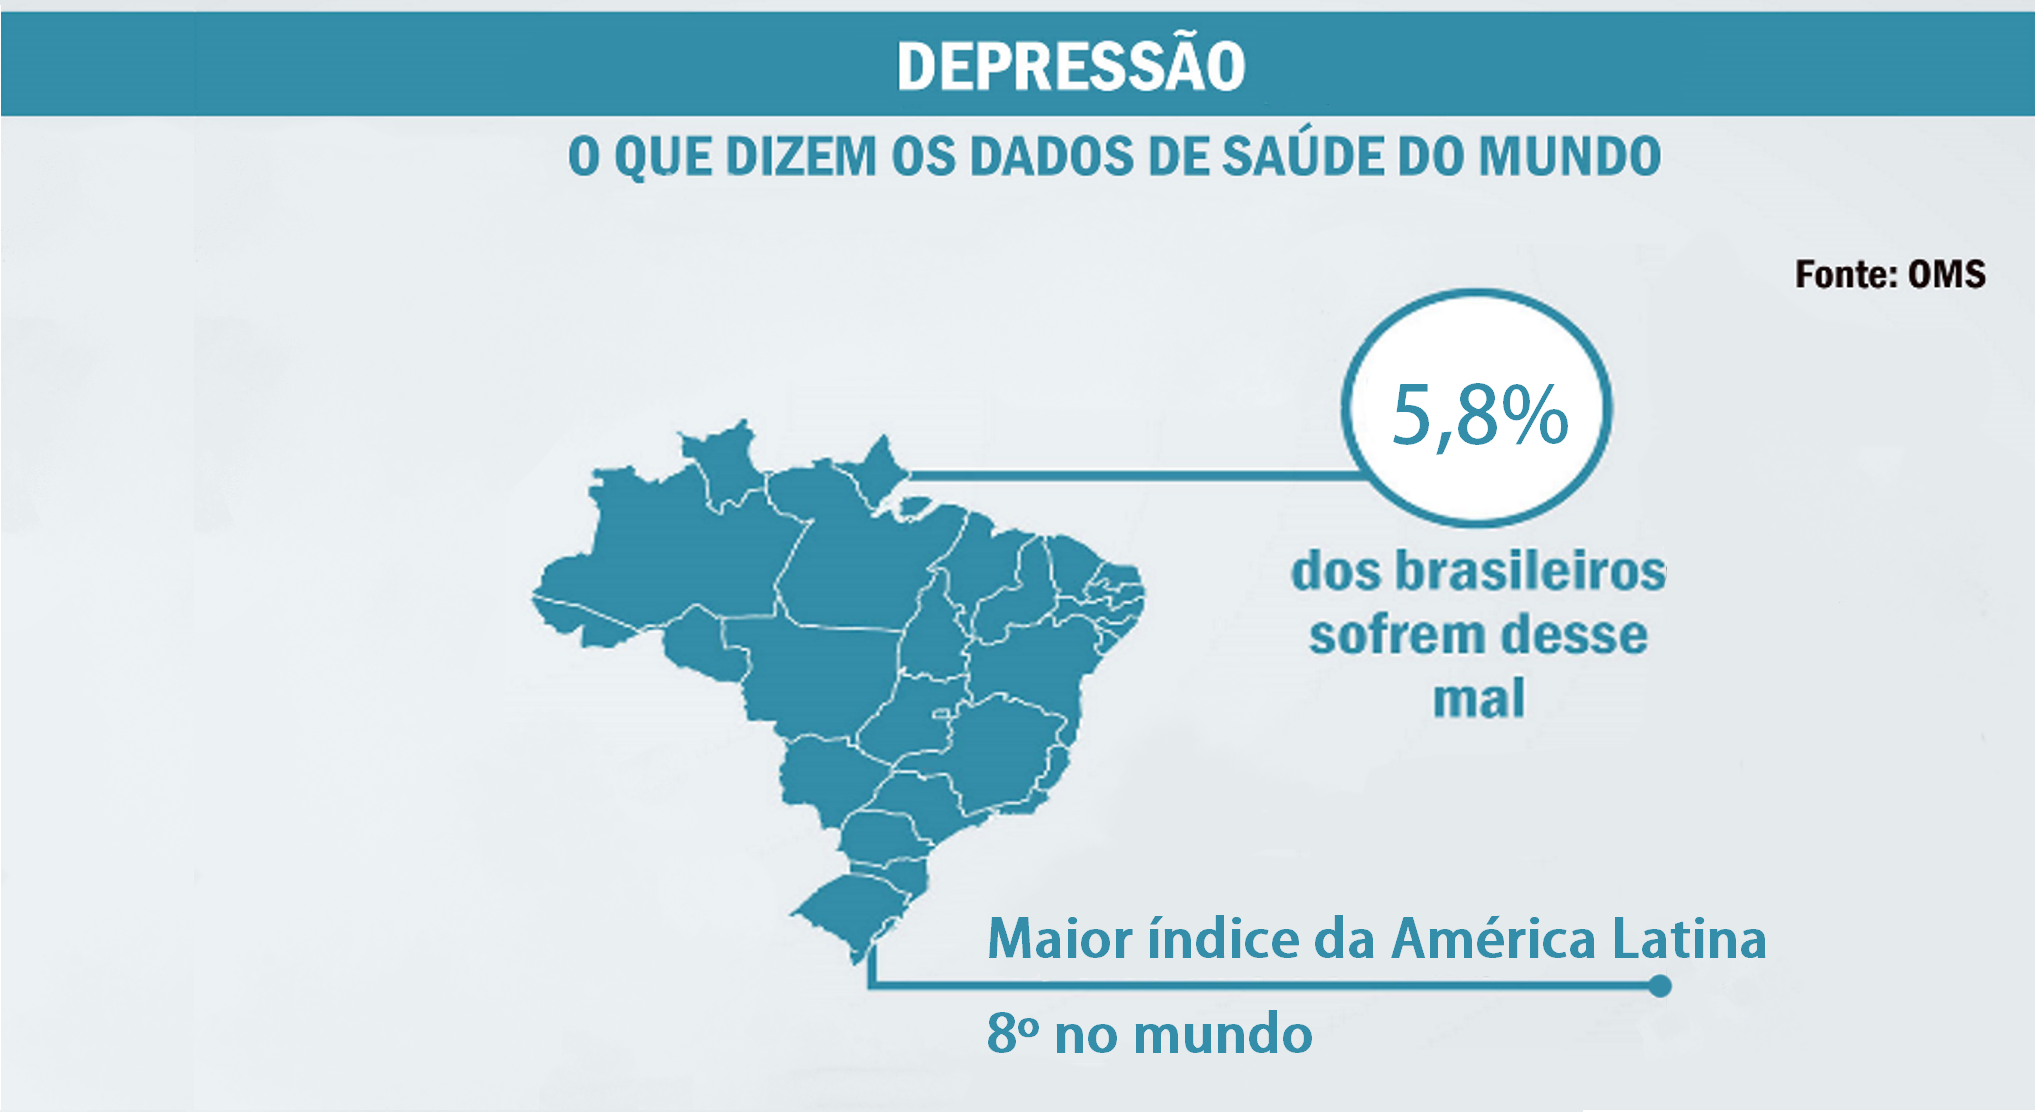 DEPRESSÃO
O QUE DIZEM OS DADOS DE SAÚDE DO MUNDO
Fonte: OMS
5,8%
dos brasileiros
sofrem desse
mal
Maior índice da América Latina
8º no mundo